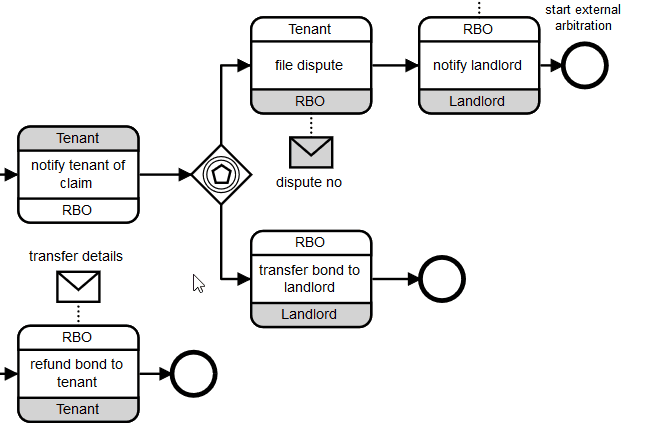 start external
arbitration
Tenant
file dispute
RBO
RBO
notify landlord
Landlord
dispute no
Tenant
notify tenant of
claim
RBO
RBO
transfer bond to
landlord
Landlord
transfer details
RBO
refund bond to
tenant
Tenant